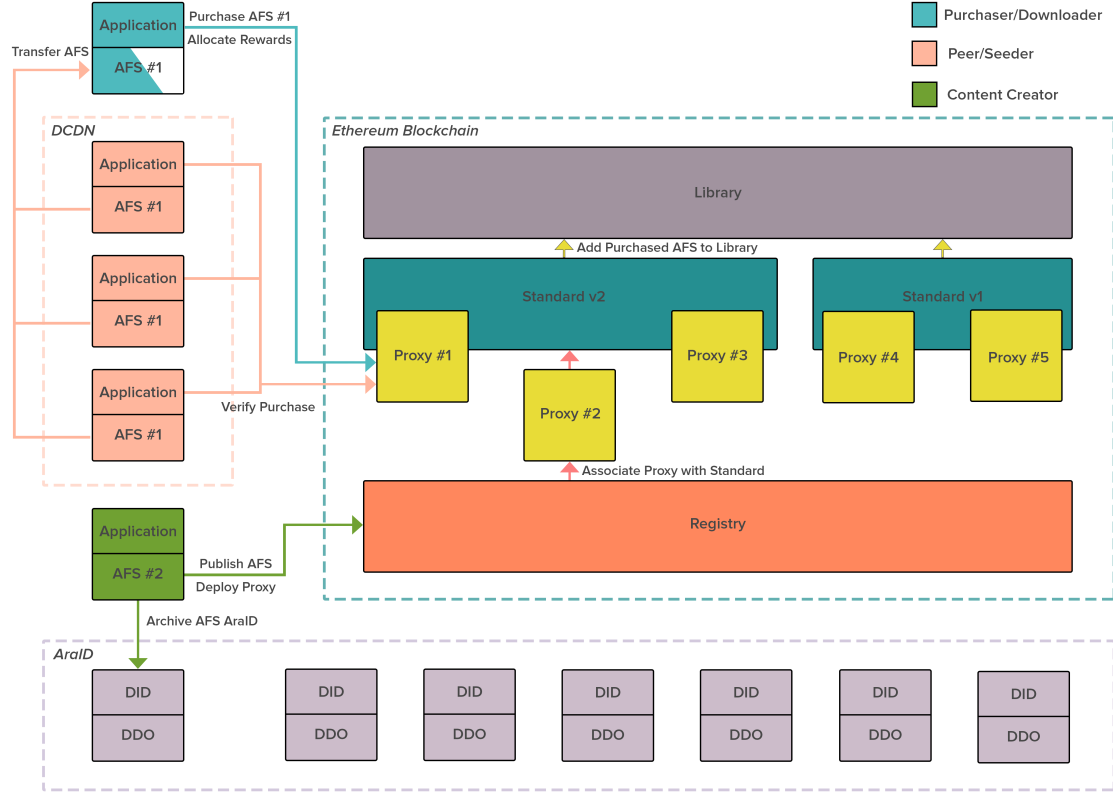 Application
AFS #1
Purchase AFS #1
Allocate Rewards
Transfer AFS
Purchaser/Downloader
Peer/Seeder
Content Creator
DCDN
Application
AFS #1
Application
AFS #1
Application
AFS #1
Verify Purchase
Ethereum Blockchain
Library
Add Purchased AFS to Library
Standard v2
Standard v1
Proxy #1
Proxy #3
Proxy #4
Proxy #5
Proxy #2
Associate Proxy with Standard
Registry
Application
AFS #2
Publish AFS
Deploy Proxy
Archive AFS AraID
AraID
DID
DDO
DID
DDO
DID
DDO
DID
DDO
DID
DDO
DID
DDO
DID
DDO